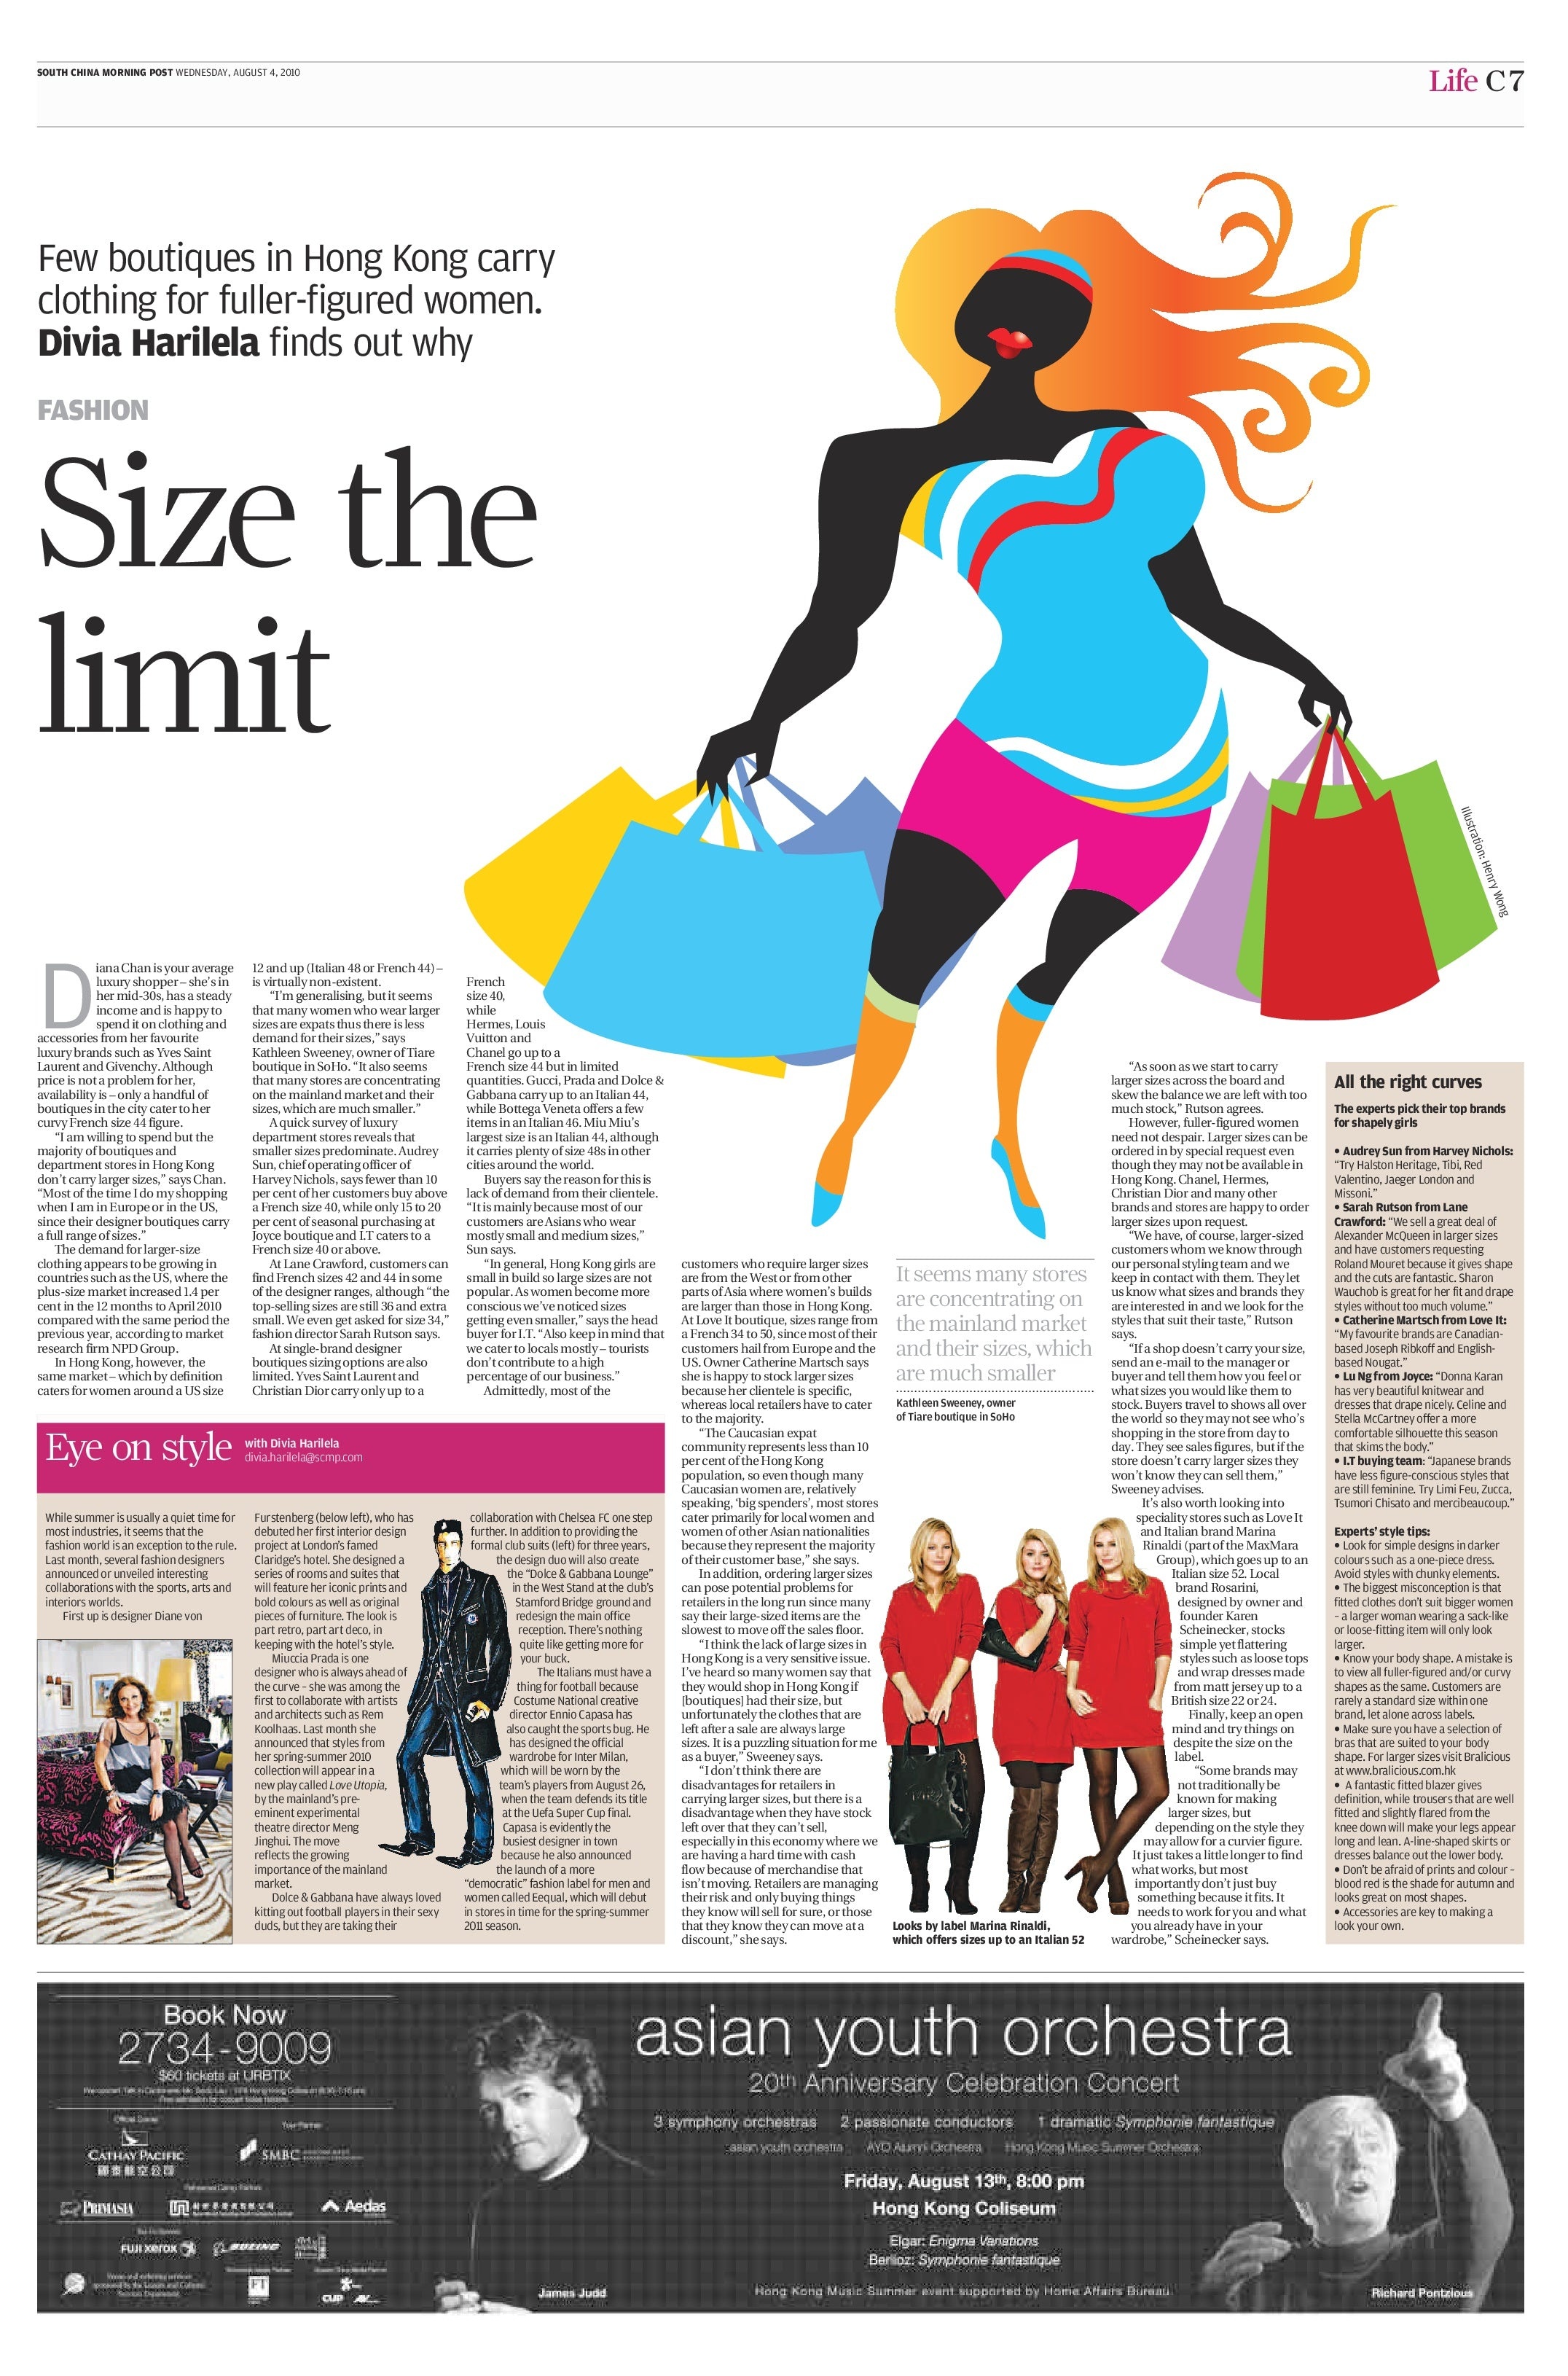 SOUTH CHINA MORNING POST WEDNESDAY, AUGUST 4, 2010
Life C7
Few boutiques in Hong Kong carry
clothing for fuller-figured women.
Divia Harilela finds out why
FASHION
Size the
limit
Illustration: Henry Wong
Diana Chan is your average
luxury shopper – she's in
her mid-30s, has a steady
income and is happy to
spend it on clothing and
accessories from her favourite
luxury brands such as Yves Saint
Laurent and Givenchy. Although
price is not a problem for her,
availability is – only a handful of
boutiques in the city cater to her
curvy French size 44 figure.
"I am willing to spend but the
majority of boutiques and
department stores in Hong Kong
don't carry larger sizes," says Chan.
"Most of the time I do my shopping
when I am in Europe or in the US,
since their designer boutiques carry
a full range of sizes."
The demand for larger-size
clothing appears to be growing in
countries such as the US, where the
plus-size market increased 1.4 per
cent in the 12 months to April 2010
compared with the same period the
previous year, according to market
research firm NPD Group.
In Hong Kong, however, the
same market – which by definition
caters for women around a US size
12 and up (Italian 48 or French 44) –
is virtually non-existent.
"I'm generalising, but it seems
that many women who wear larger
sizes are expats thus there is less
demand for their sizes," says
Kathleen Sweeney, owner of Tiare
boutique in SoHo. "It also seems
that many stores are concentrating
on the mainland market and their
sizes, which are much smaller."
A quick survey of luxury
department stores reveals that
smaller sizes predominate. Audrey
Sun, chief operating officer of
Harvey Nichols, says fewer than 10
per cent of her customers buy above
a French size 40, while only 15 to 20
per cent of seasonal purchasing at
Joyce boutique and I.T caters to a
French size 40 or above.
At Lane Crawford, customers can
find French sizes 42 and 44 in some
of the designer ranges, although "the
top-selling sizes are still 36 and extra
small. We even get asked for size 34,"
fashion director Sarah Rutson says.
At single-brand designer
boutiques sizing options are also
limited. Yves Saint Laurent and
Christian Dior carry only up to a
French
size 40,
while
Hermes, Louis
Vuitton and
Chanel go up to a
French size 44 but in limited
quantities. Gucci, Prada and Dolce &
Gabbana carry up to an Italian 44,
while Bottega Veneta offers a few
items in an Italian 46. Miu Miu's
largest size is an Italian 44, although
it carries plenty of size 48s in other
cities around the world.
Buyers say the reason for this is
lack of demand from their clientele.
"It is mainly because most of our
customers are Asians who wear
mostly small and medium sizes,"
Sun says.
"In general, Hong Kong girls are
small in build so large sizes are not
popular. As women become more
conscious we've noticed sizes
getting even smaller," says the head
buyer for I.T. "Also keep in mind that
we cater to locals mostly – tourists
don't contribute to a high
percentage of our business."
Admittedly, most of the
customers who require larger sizes
are from the West or from other
parts of Asia where women's builds
are larger than those in Hong Kong.
At Love It boutique, sizes range from
a French 34 to 50, since most of their
customers hail from Europe and the
US. Owner Catherine Martsch says
she is happy to stock larger sizes
because her clientele is specific,
whereas local retailers have to cater
to the majority.
"The Caucasian expat
community represents less than 10
per cent of the Hong Kong
population, so even though many
Caucasian women are, relatively
speaking, 'big spenders', most stores
cater primarily for local women and
women of other Asian nationalities
because they represent the majority
of their customer base," she says.
In addition, ordering larger sizes
can pose potential problems for
retailers in the long run since many
say their large-sized items are the
slowest to move off the sales floor.
"I think the lack of large sizes in
Hong Kong is a very sensitive issue.
I've heard so many women say that
they would shop in Hong Kong if
[boutiques] had their size, but
unfortunately the clothes that are
left after a sale are always large
sizes. It is a puzzling situation for me
as a buyer," Sweeney says.
"I don't think there are
disadvantages for retailers in
carrying larger sizes, but there is a
disadvantage when they have stock
left over that they can't sell,
especially in this economy where we
are having a hard time with cash
flow because of merchandise that
isn't moving. Retailers are managing
their risk and only buying things
they know will sell for sure, or those
that they know they can move at a
discount," she says.
It seems many stores
are concentrating on
the mainland market
and their sizes, which
are much smaller
Kathleen Sweeney, owner
of Tiare boutique in SoHo
Looks by label Marina Rinaldi,
which offers sizes up to an Italian 52
"As soon as we start to carry
larger sizes across the board and
skew the balance we are left with too
much stock," Rutson agrees.
However, fuller-figured women
need not despair. Larger sizes can be
ordered in by special request even
though they may not be available in
Hong Kong. Chanel, Hermes,
Christian Dior and many other
brands and stores are happy to order
larger sizes upon request.
"We have, of course, larger-sized
customers whom we know through
our personal styling team and we
keep in contact with them. They let
us know what sizes and brands they
are interested in and we look for the
styles that suit their taste," Rutson
says.
"If a shop doesn't carry your size,
send an e-mail to the manager or
buyer and tell them how you feel or
what sizes you would like them to
stock. Buyers travel to shows all over
the world so they may not see who's
shopping in the store from day to
day. They see sales figures, but if the
store doesn't carry larger sizes they
won't know they can sell them,"
Sweeney advises.
It's also worth looking into
speciality stores such as Love It
and Italian brand Marina
Rinaldi (part of the MaxMara
Group), which goes up to an
Italian size 52. Local
brand Rosarini,
designed by owner and
founder Karen
Scheinecker, stocks
simple yet flattering
styles such as loose tops
and wrap dresses made
from matt jersey up to a
British size 22 or 24.
Finally, keep an open
mind and try things on
despite the size on the
label.
"Some brands may
not traditionally be
known for making
larger sizes, but
depending on the style they
may allow for a curvier figure.
It just takes a little longer to find
what works, but most
importantly don't just buy
something because it fits. It
needs to work for you and what
you already have in your
wardrobe," Scheinecker says.
All the right curves
The experts pick their top brands
for shapely girls
• Audrey Sun from Harvey Nichols:
"Try Halston Heritage, Tibi, Red
Valentino, Jaeger London and
Missoni."
• Sarah Rutson from Lane
Crawford: "We sell a great deal of
Alexander McQueen in larger sizes
and have customers requesting
Roland Mouret because it gives shape
and the cuts are fantastic. Sharon
Wauchob is great for her fit and drape
styles without too much volume."
• Catherine Martsch from Love It:
"My favourite brands are Canadian-
based Joseph Ribkoff and English-
based Nougat."
• Lu Ng from Joyce: "Donna Karan
has very beautiful knitwear and
dresses that drape nicely. Celine and
Stella McCartney offer a more
comfortable silhouette this season
that skims the body."
• I.T buying team: "Japanese brands
have less figure-conscious styles that
are still feminine. Try Limi Feu, Zucca,
Tsumori Chisato and mercibeaucoup."
Experts' style tips:
• Look for simple designs in darker
colours such as a one-piece dress.
Avoid styles with chunky elements.
• The biggest misconception is that
fitted clothes don't suit bigger women
– a larger woman wearing a sack-like
or loose-fitting item will only look
larger.
• Know your body shape. A mistake is
to view all fuller-figured and/or curvy
shapes as the same. Customers are
rarely a standard size within one
brand, let alone across labels.
• Make sure you have a selection of
bras that are suited to your body
shape. For larger sizes visit Bralicious
at www.bralicious.com.hk
• A fantastic fitted blazer gives
definition, while trousers that are well
fitted and slightly flared from the
knee down will make your legs appear
long and lean. A-line-shaped skirts or
dresses balance out the lower body.
• Don't be afraid of prints and colour –
blood red is the shade for autumn and
looks great on most shapes.
• Accessories are key to making a
look your own.
Eye on style
with Divia Harilela
divia.harilela@scmp.com
While summer is usually a quiet time for
most industries, it seems that the
fashion world is an exception to the rule.
Last month, several fashion designers
announced or unveiled interesting
collaborations with the sports, arts and
interiors worlds.
First up is designer Diane von
Furstenberg (below left), who has
debuted her first interior design
project at London's famed
Claridge's hotel. She designed a
series of rooms and suites that
will feature her iconic prints and
bold colours as well as original
pieces of furniture. The look is
part retro, part art deco, in
keeping with the hotel's style.
Miuccia Prada is one
designer who is always ahead of
the curve – she was among the
first to collaborate with artists
and architects such as Rem
Koolhaas. Last month she
announced that styles from
her spring-summer 2010
collection will appear in a
new play called Love Utopia,
by the mainland's pre-
eminent experimental
theatre director Meng
Jinghui. The move
reflects the growing
importance of the mainland
market.
Dolce & Gabbana have always loved
kitting out football players in their sexy
duds, but they are taking their
collaboration with Chelsea FC one step
further. In addition to providing the
formal club suits (left) for three years,
the design duo will also create
the "Dolce & Gabbana Lounge"
in the West Stand at the club's
Stamford Bridge ground and
redesign the main office
reception. There's nothing
quite like getting more for
your buck.
The Italians must have a
thing for football because
Costume National creative
director Ennio Capasa has
also caught the sports bug. He
has designed the official
wardrobe for Inter Milan,
which will be worn by the
team's players from August 26,
when the team defends its title
at the Uefa Super Cup final.
Capasa is evidently the
busiest designer in town
because he also announced
the launch of a more
"democratic" fashion label for men and
women called Eequal, which will debut
in stores in time for the spring-summer
2011 season.
Book Now
2734-9009
$60 tickets at URBTIX
CATHAY PACIFIC
SMBC
PRIMASIA
Aedas
FUJI XEROX
BOEING
FT
CUP
James Judd
asian youth orchestra
20th Anniversary Celebration Concert
3 symphony orchestras 2 passionate conductors 1 dramatic Symphonie fantastique
asian youth orchestra AYO Alumni Orchestra Hong Kong Music Summer Orchestra
Friday, August 13th, 8:00 pm
Hong Kong Coliseum
Elgar: Enigma Variations
Berlioz: Symphonie fantastique
Hong Kong Music Summer event supported by Home Affairs Bureau
Richard Pontzious